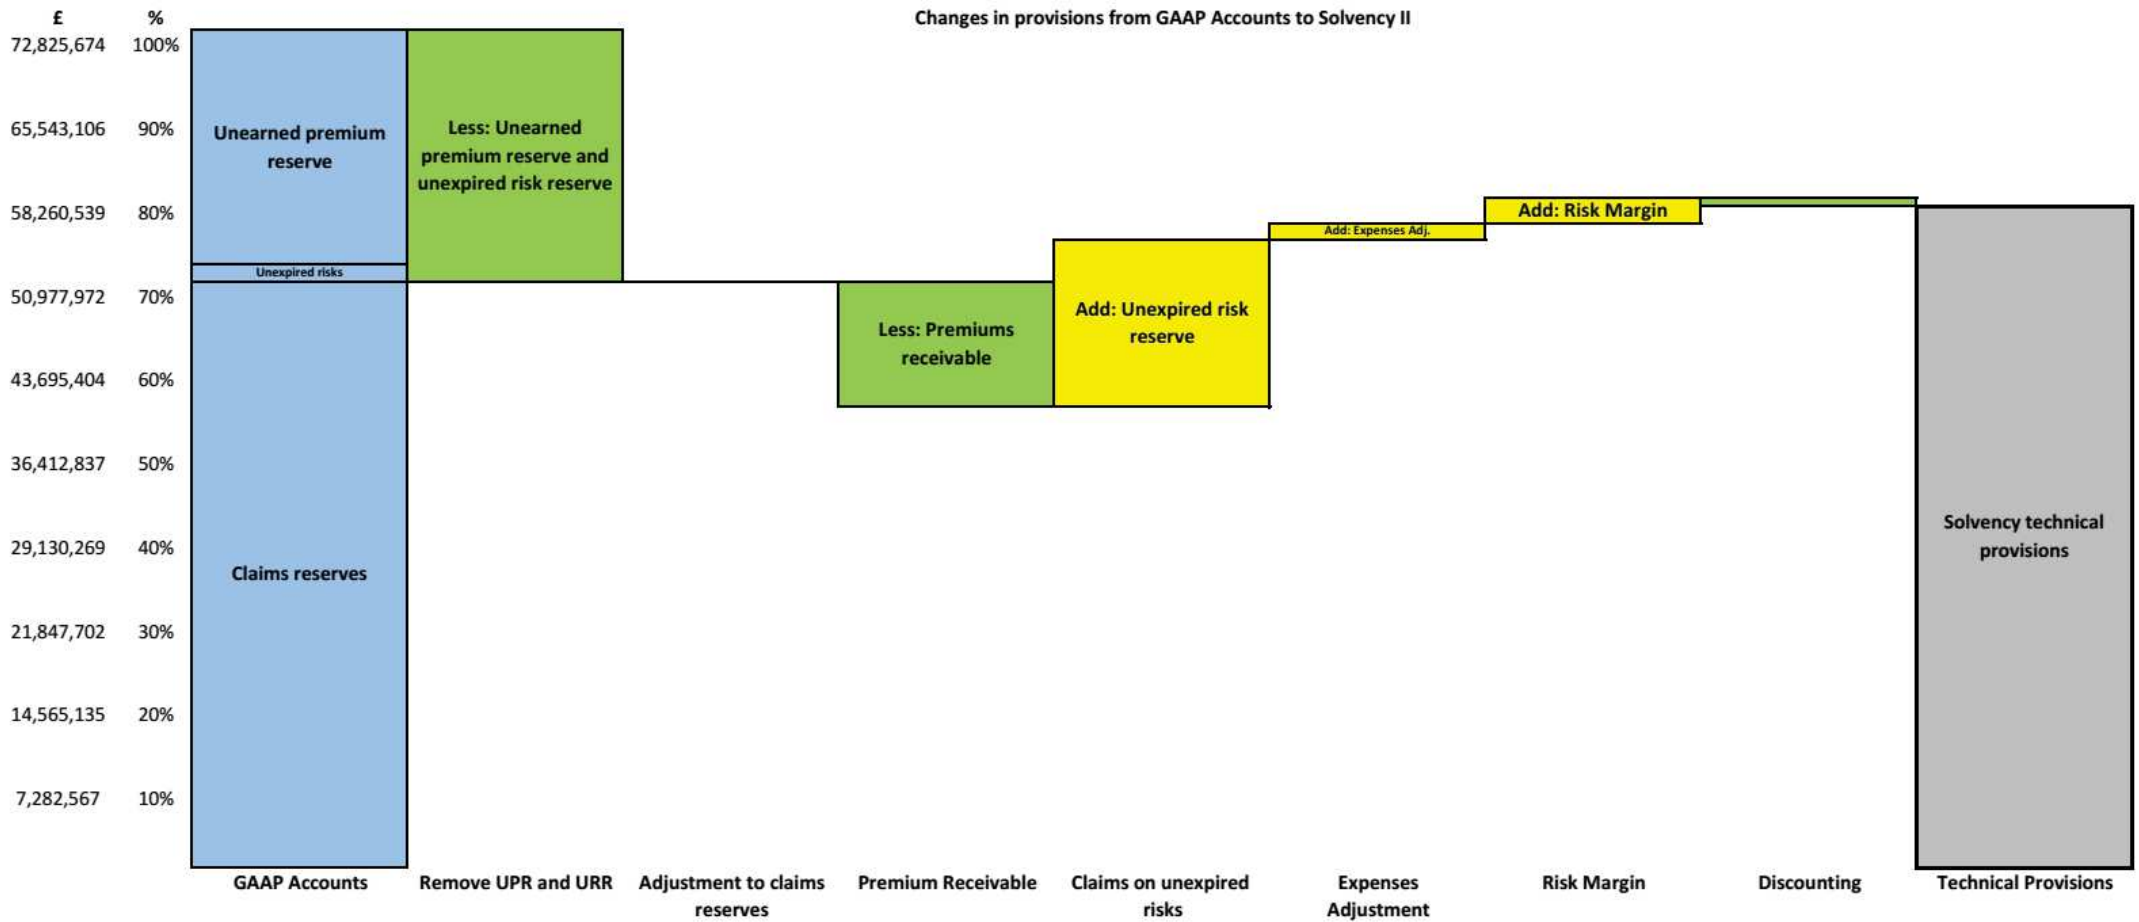 £ % Changes in provisions from GAAP Accounts to Solvency II
72,825,674 100%
65,543,106 90%
Unearned premium
reserve
Less: Unearned
premium reserve and
unexpired risk reserve
58,260,539 80%
Add: Risk Margin
Add: Expenses Adj.
Unexpired risks
50,977,972 70%
Less: Premiums
receivable
Add: Unexpired risk
reserve
43,695,404 60%
36,412,837 50%
29,130,269 40%
Solvency technical
provisions
Claims reserves
21,847,702 30%
14,565,135 20%
7,282,567 10%
GAAP Accounts
Remove UPR and URR
Adjustment to claims
reserves
Premium Receivable
Claims on unexpired
risks
Expenses
Adjustment
Risk Margin
Discounting
Technical Provisions